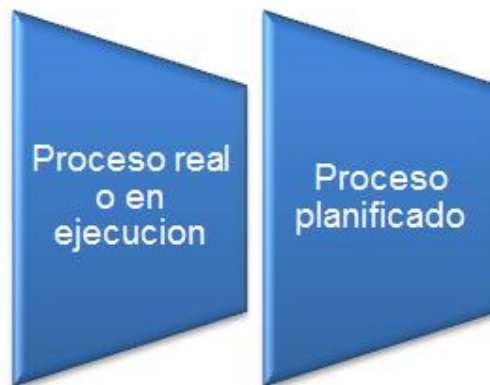 Proceso real
o en
ejecucion
Proceso
planificado